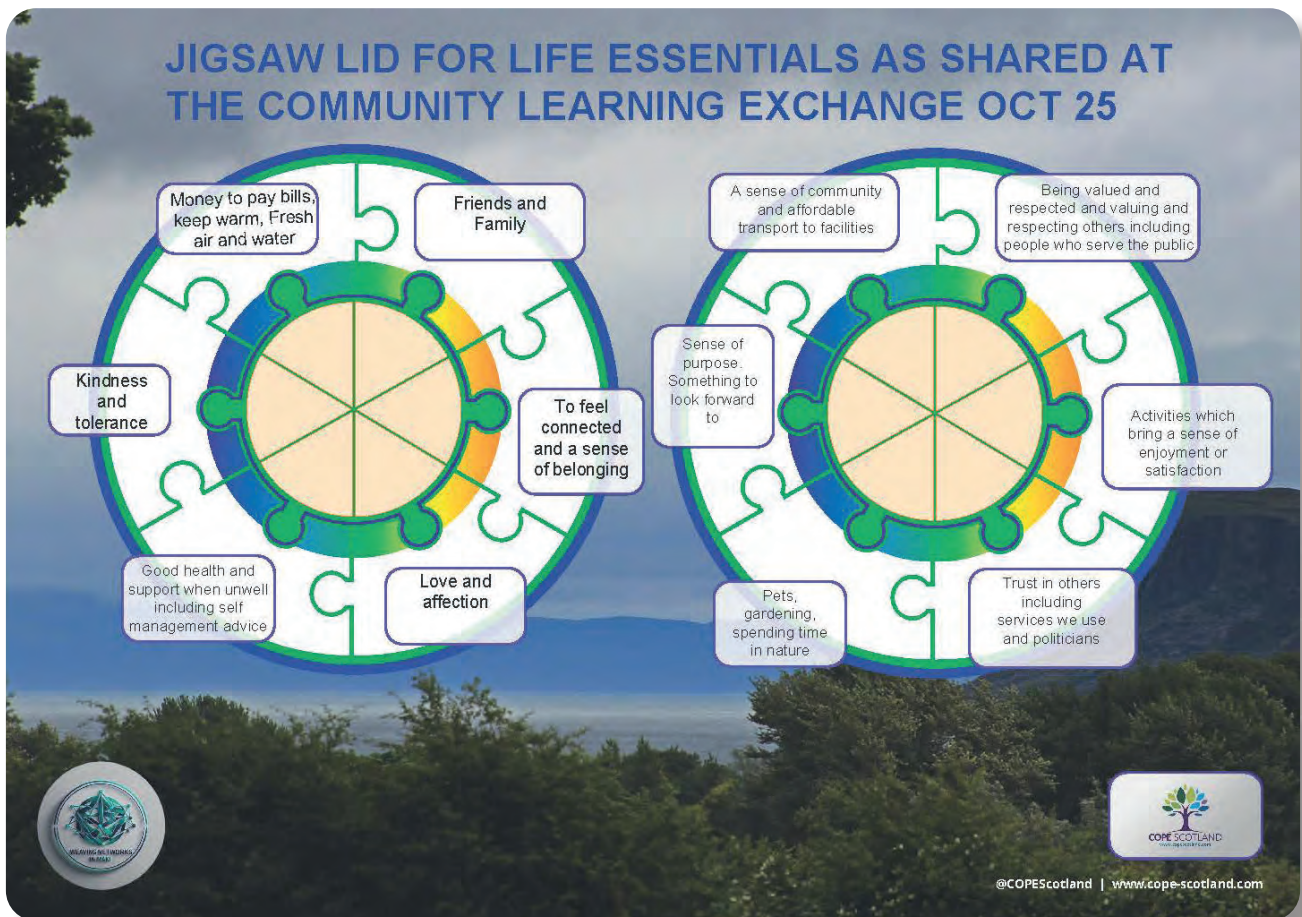 JIGSAW LID FOR LIFE ESSENTIALS AS SHARED AT
THE COMMUNITY LEARNING EXCHANGE OCT 25
Money to pay bills,
keep warm, Fresh
air and water
Friends and
Family
Kindness
and
tolerance
To feel
connected
and a sense
of belonging
Good health and
support when unwell
including self
management advice
Love and
affection
A sense of community
and affordable
transport to facilities
Being valued and
respected and valuing and
respecting others including
people who serve the public
Sense of
purpose.
Something to
look forward
to
Activities which
bring a sense of
enjoyment or
satisfaction
Pets,
gardening,
spending time
in nature
Trust in others
including
services we use
and politicians
WEAVING NETWORKS
COPE SCOTLAND
@COPEScotland | www.cope-scotland.com